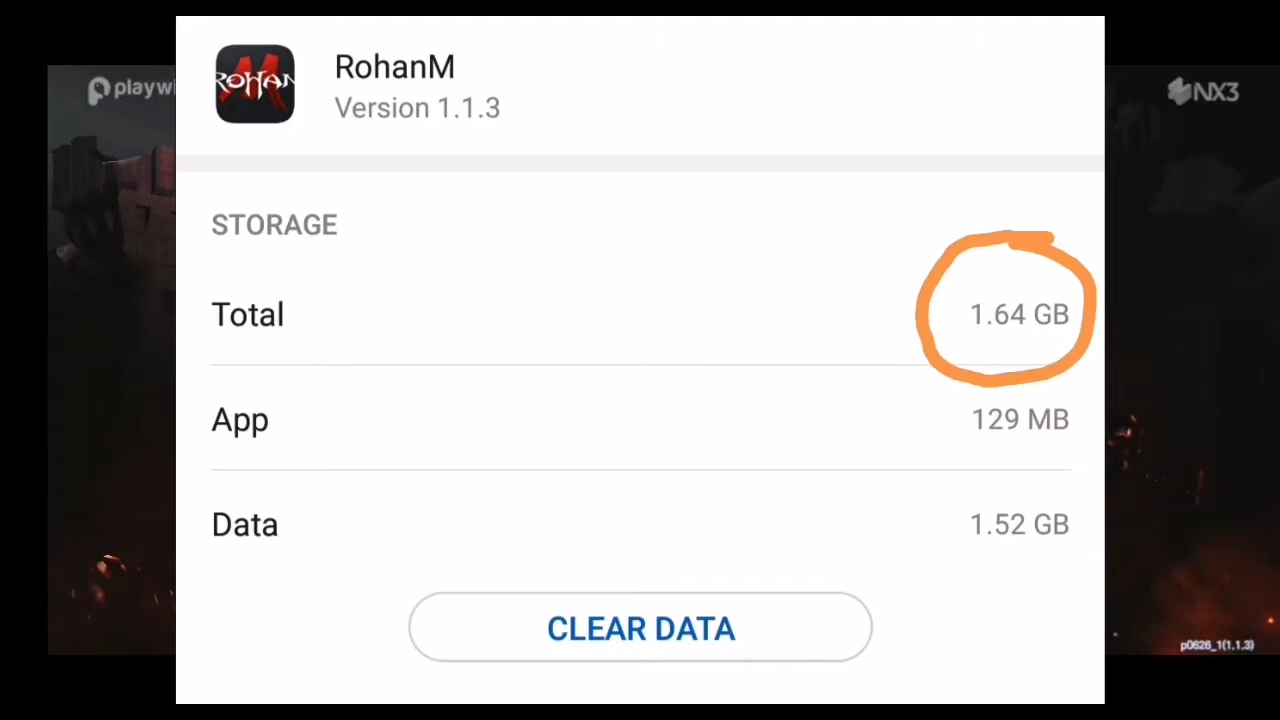 ROHAN M
RohanM
Version 1.1.3
playwi
NX3
STORAGE
Total
1.64 GB
App
129 MB
Data
1.52 GB
CLEAR DATA
p0626_1(1,1.3)